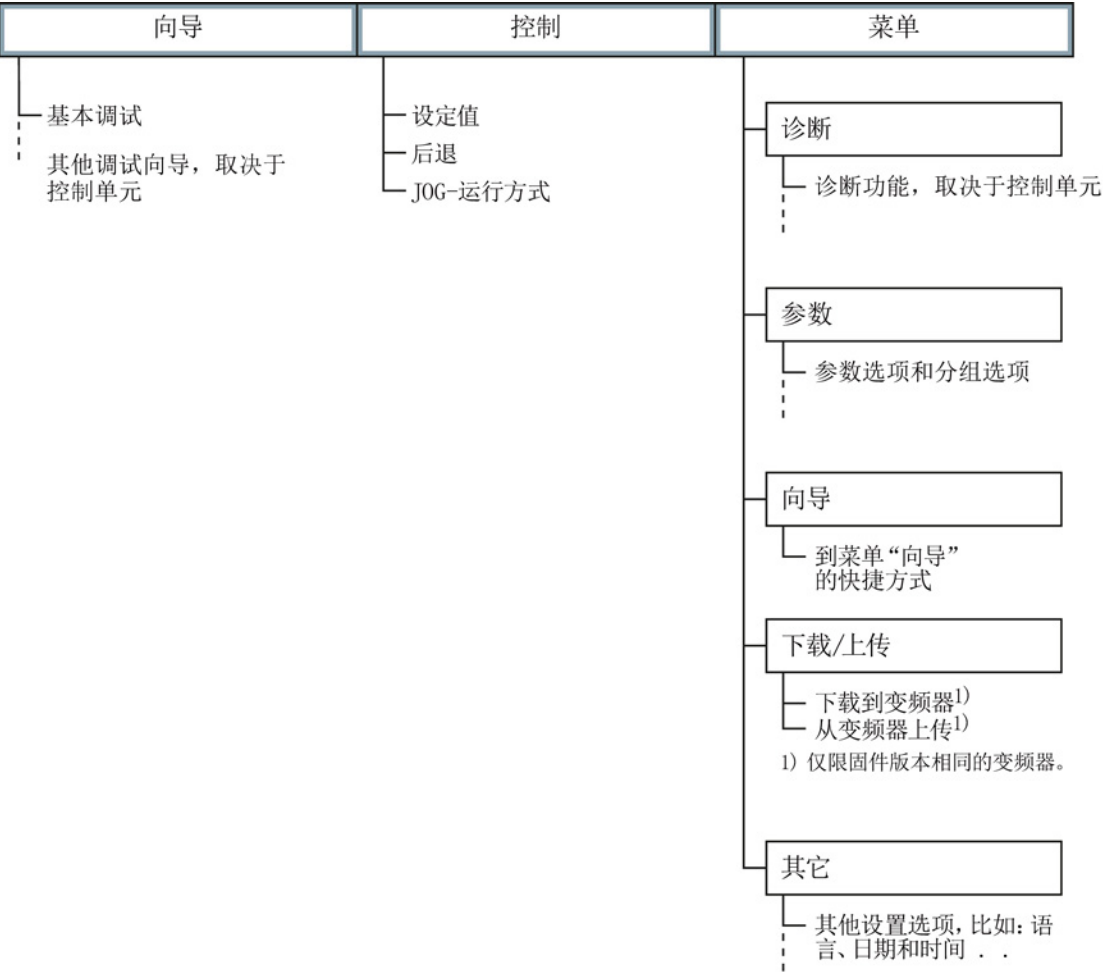 向导
控制
菜单
基本调试
其他调试向导，取决于
控制单元
设定值
后退
JOG-运行方式
诊断
诊断功能，取决于控制单元
参数
参数选项和分组选项
向导
到菜单“向导”
的快捷方式
下载/上传
下载到变频器1)
从变频器上传1)
1) 仅限固件版本相同的变频器。
其它
其他设置选项，比如：语
言、日期和时间 . .